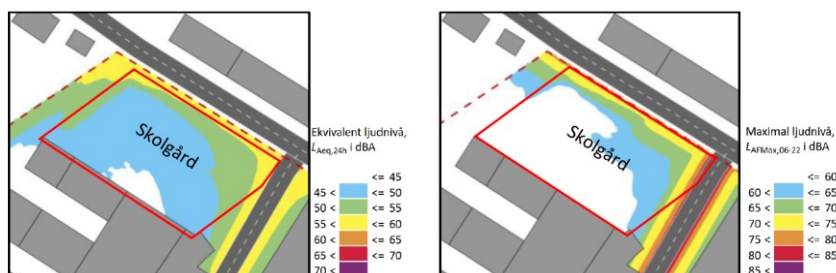 Skolgård
Ekvivalent ljudnivå,
LAeq,24h i dBA
<= 45
45 < <= 50
50 < <= 55
55 < <= 60
60 < <= 65
65 < <= 70
70 <
Skolgård
Maximal ljudnivå,
LAFMax,06-22 i dBA
<= 60
60 < <= 65
65 < <= 70
70 < <= 75
75 < <= 80
80 < <= 85
85 <